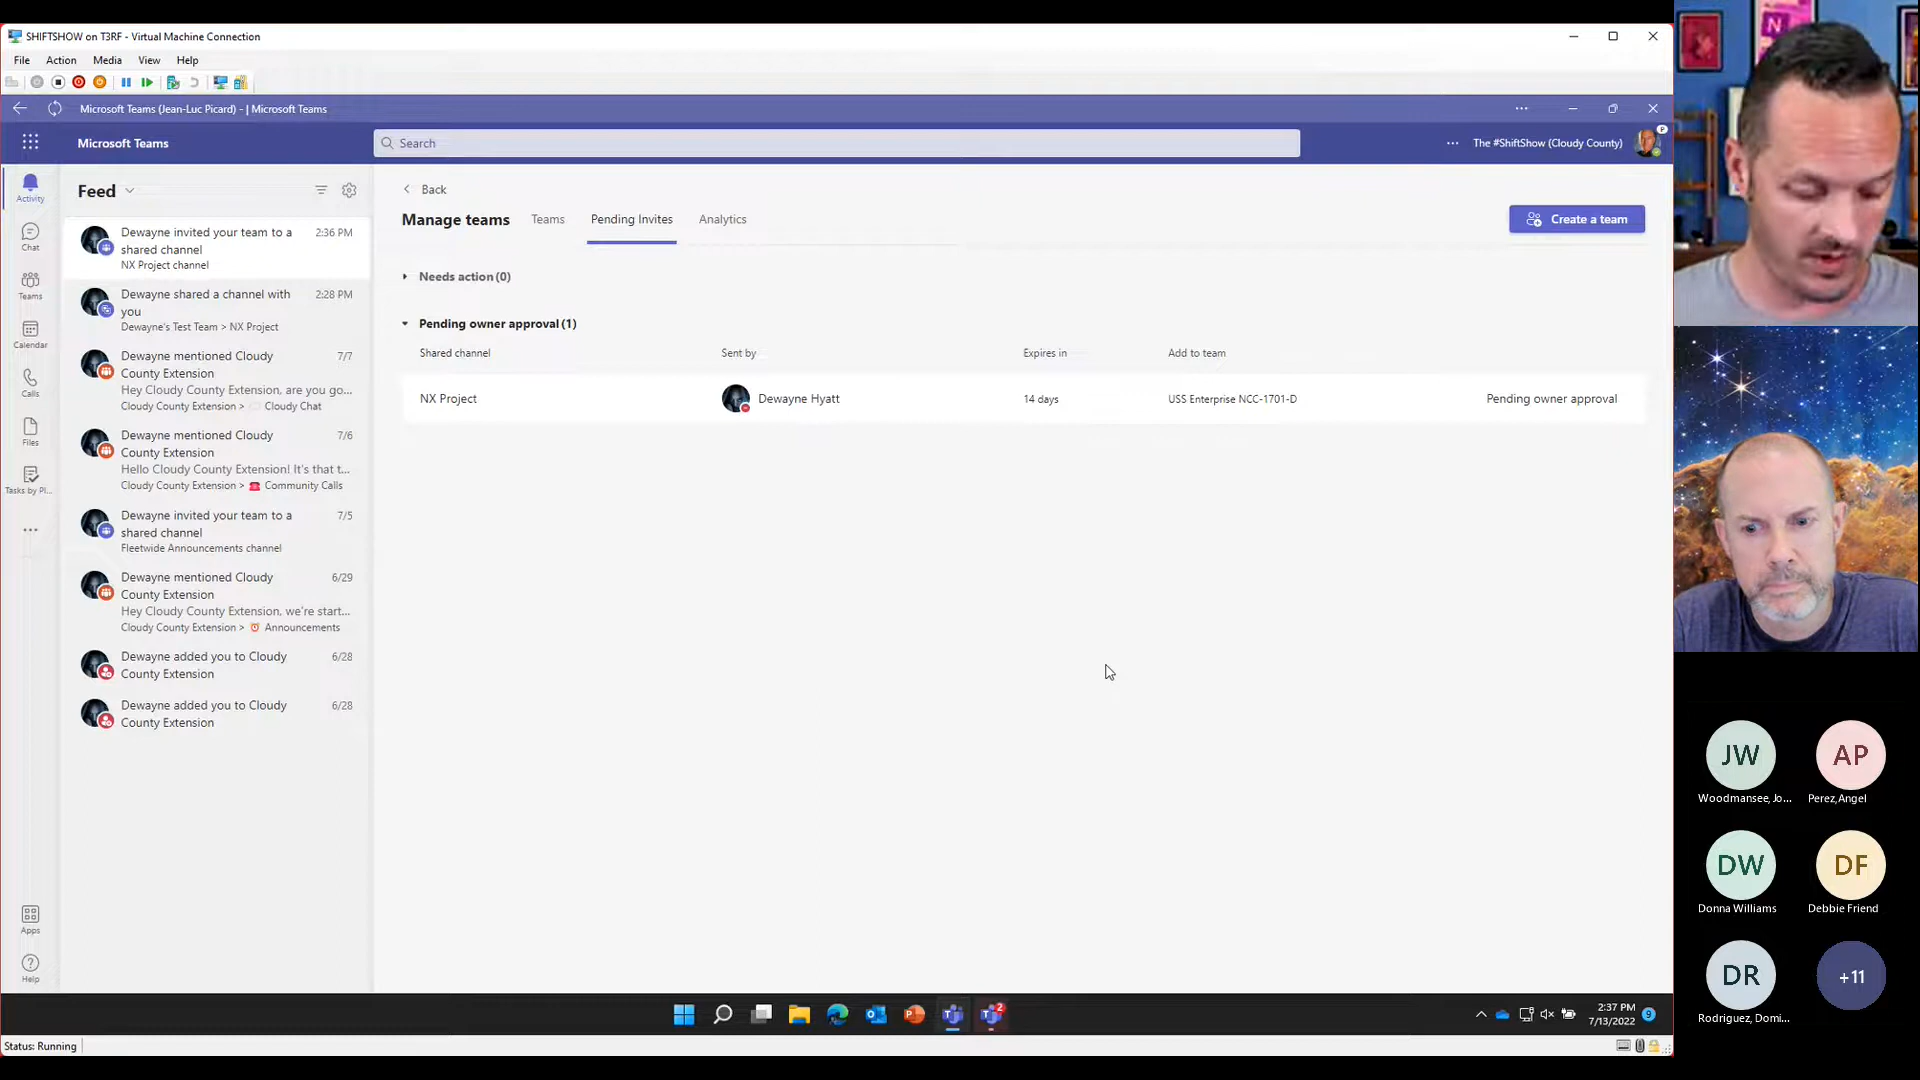 SHIFTSHOW on T3RF - Virtual Machine Connection
File Action Media View Help
Microsoft Teams (Jean-Luc Picard) - | Microsoft Teams
Microsoft Teams
Search
The #ShiftShow (Cloudy County)
P
Activity
Chat
Teams
Calendar
Calls
Files
Tasks by Pl...
Apps
Help
Feed
Dewayne invited your team to a 2:36 PM
shared channel
NX Project channel
Dewayne shared a channel with 2:28 PM
you
Dewayne's Test Team > NX Project
Dewayne mentioned Cloudy 7/7
County Extension
Hey Cloudy County Extension, are you go...
Cloudy County Extension > Cloudy Chat
Dewayne mentioned Cloudy 7/6
County Extension
Hello Cloudy County Extension! It's that t...
Cloudy County Extension > Community Calls
Dewayne invited your team to a 7/5
shared channel
Fleetwide Announcements channel
Dewayne mentioned Cloudy 6/29
County Extension
Hey Cloudy County Extension, we're start...
Cloudy County Extension > Announcements
Dewayne added you to Cloudy 6/28
County Extension
Dewayne added you to Cloudy 6/28
County Extension
Back
Manage teams Teams Pending Invites Analytics
Create a team
Needs action (0)
Pending owner approval (1)
Shared channel Sent by Expires in Add to team
NX Project Dewayne Hyatt 14 days USS Enterprise NCC-1701-D Pending owner approval
2
2:37 PM
7/13/2022
9
Status: Running
N
JW
Woodmansee, Jo...
AP
Perez,Angel
DW
Donna Williams
DF
Debbie Friend
DR
Rodriguez, Domi...
+11